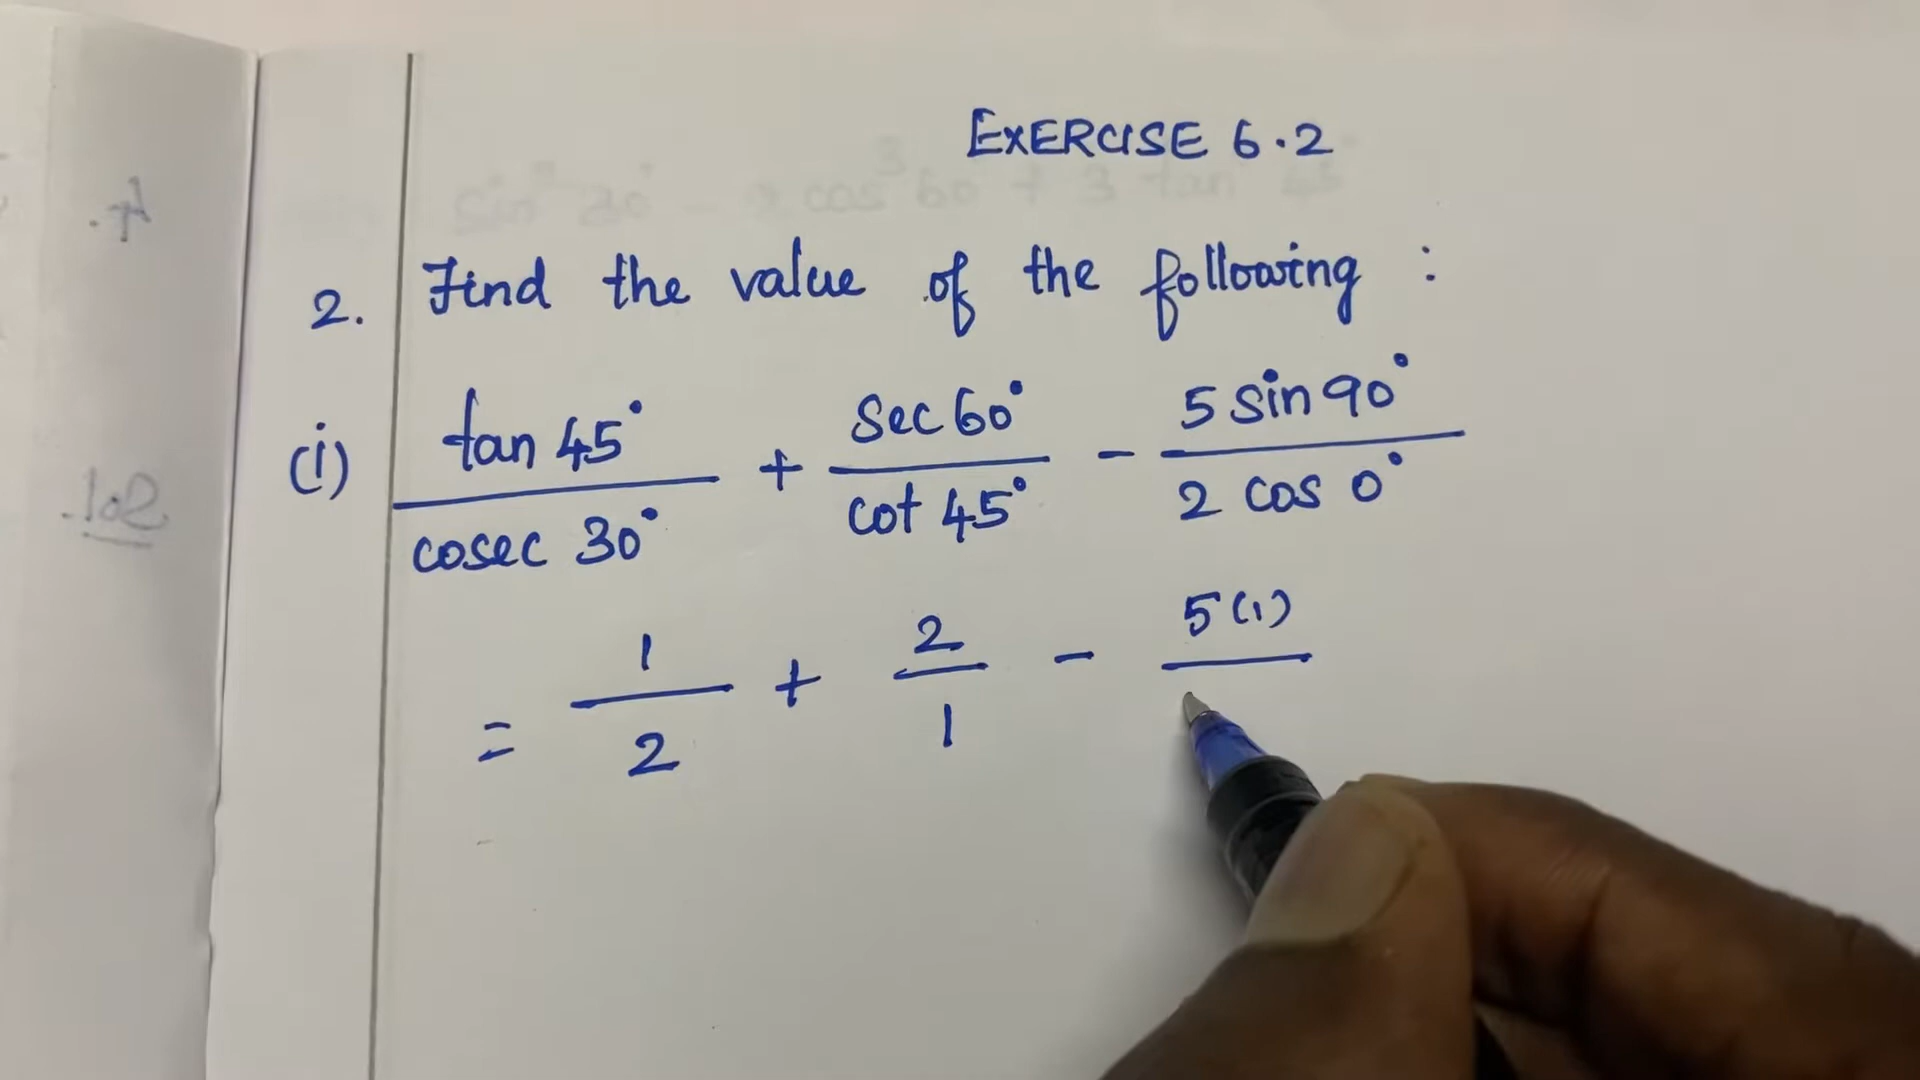 EXERCISE 6.2
2. Find the value of the following :
(i) tan 45° / cosec 30° + sec 60° / cot 45° - 5 sin 90° / 2 cos 0°
= 1 / 2 + 2 / 1 - 5(1) /